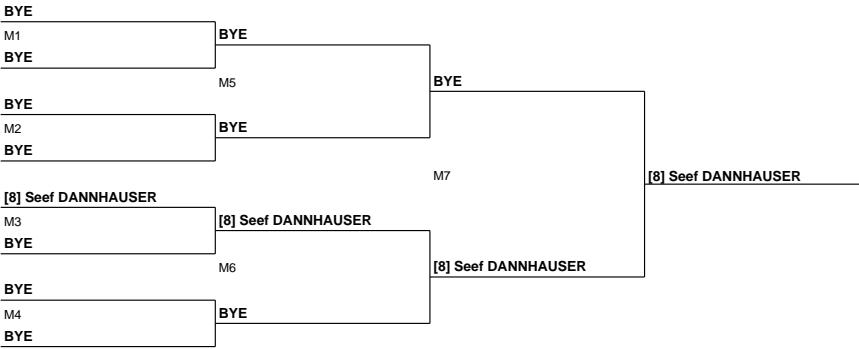 BYE
M1
BYE
BYE
M5
BYE
M2
BYE
BYE
BYE
M7
[8] Seef DANNHAUSER
[8] Seef DANNHAUSER
M3
BYE
[8] Seef DANNHAUSER
M6
BYE
M4
BYE
BYE
[8] Seef DANNHAUSER